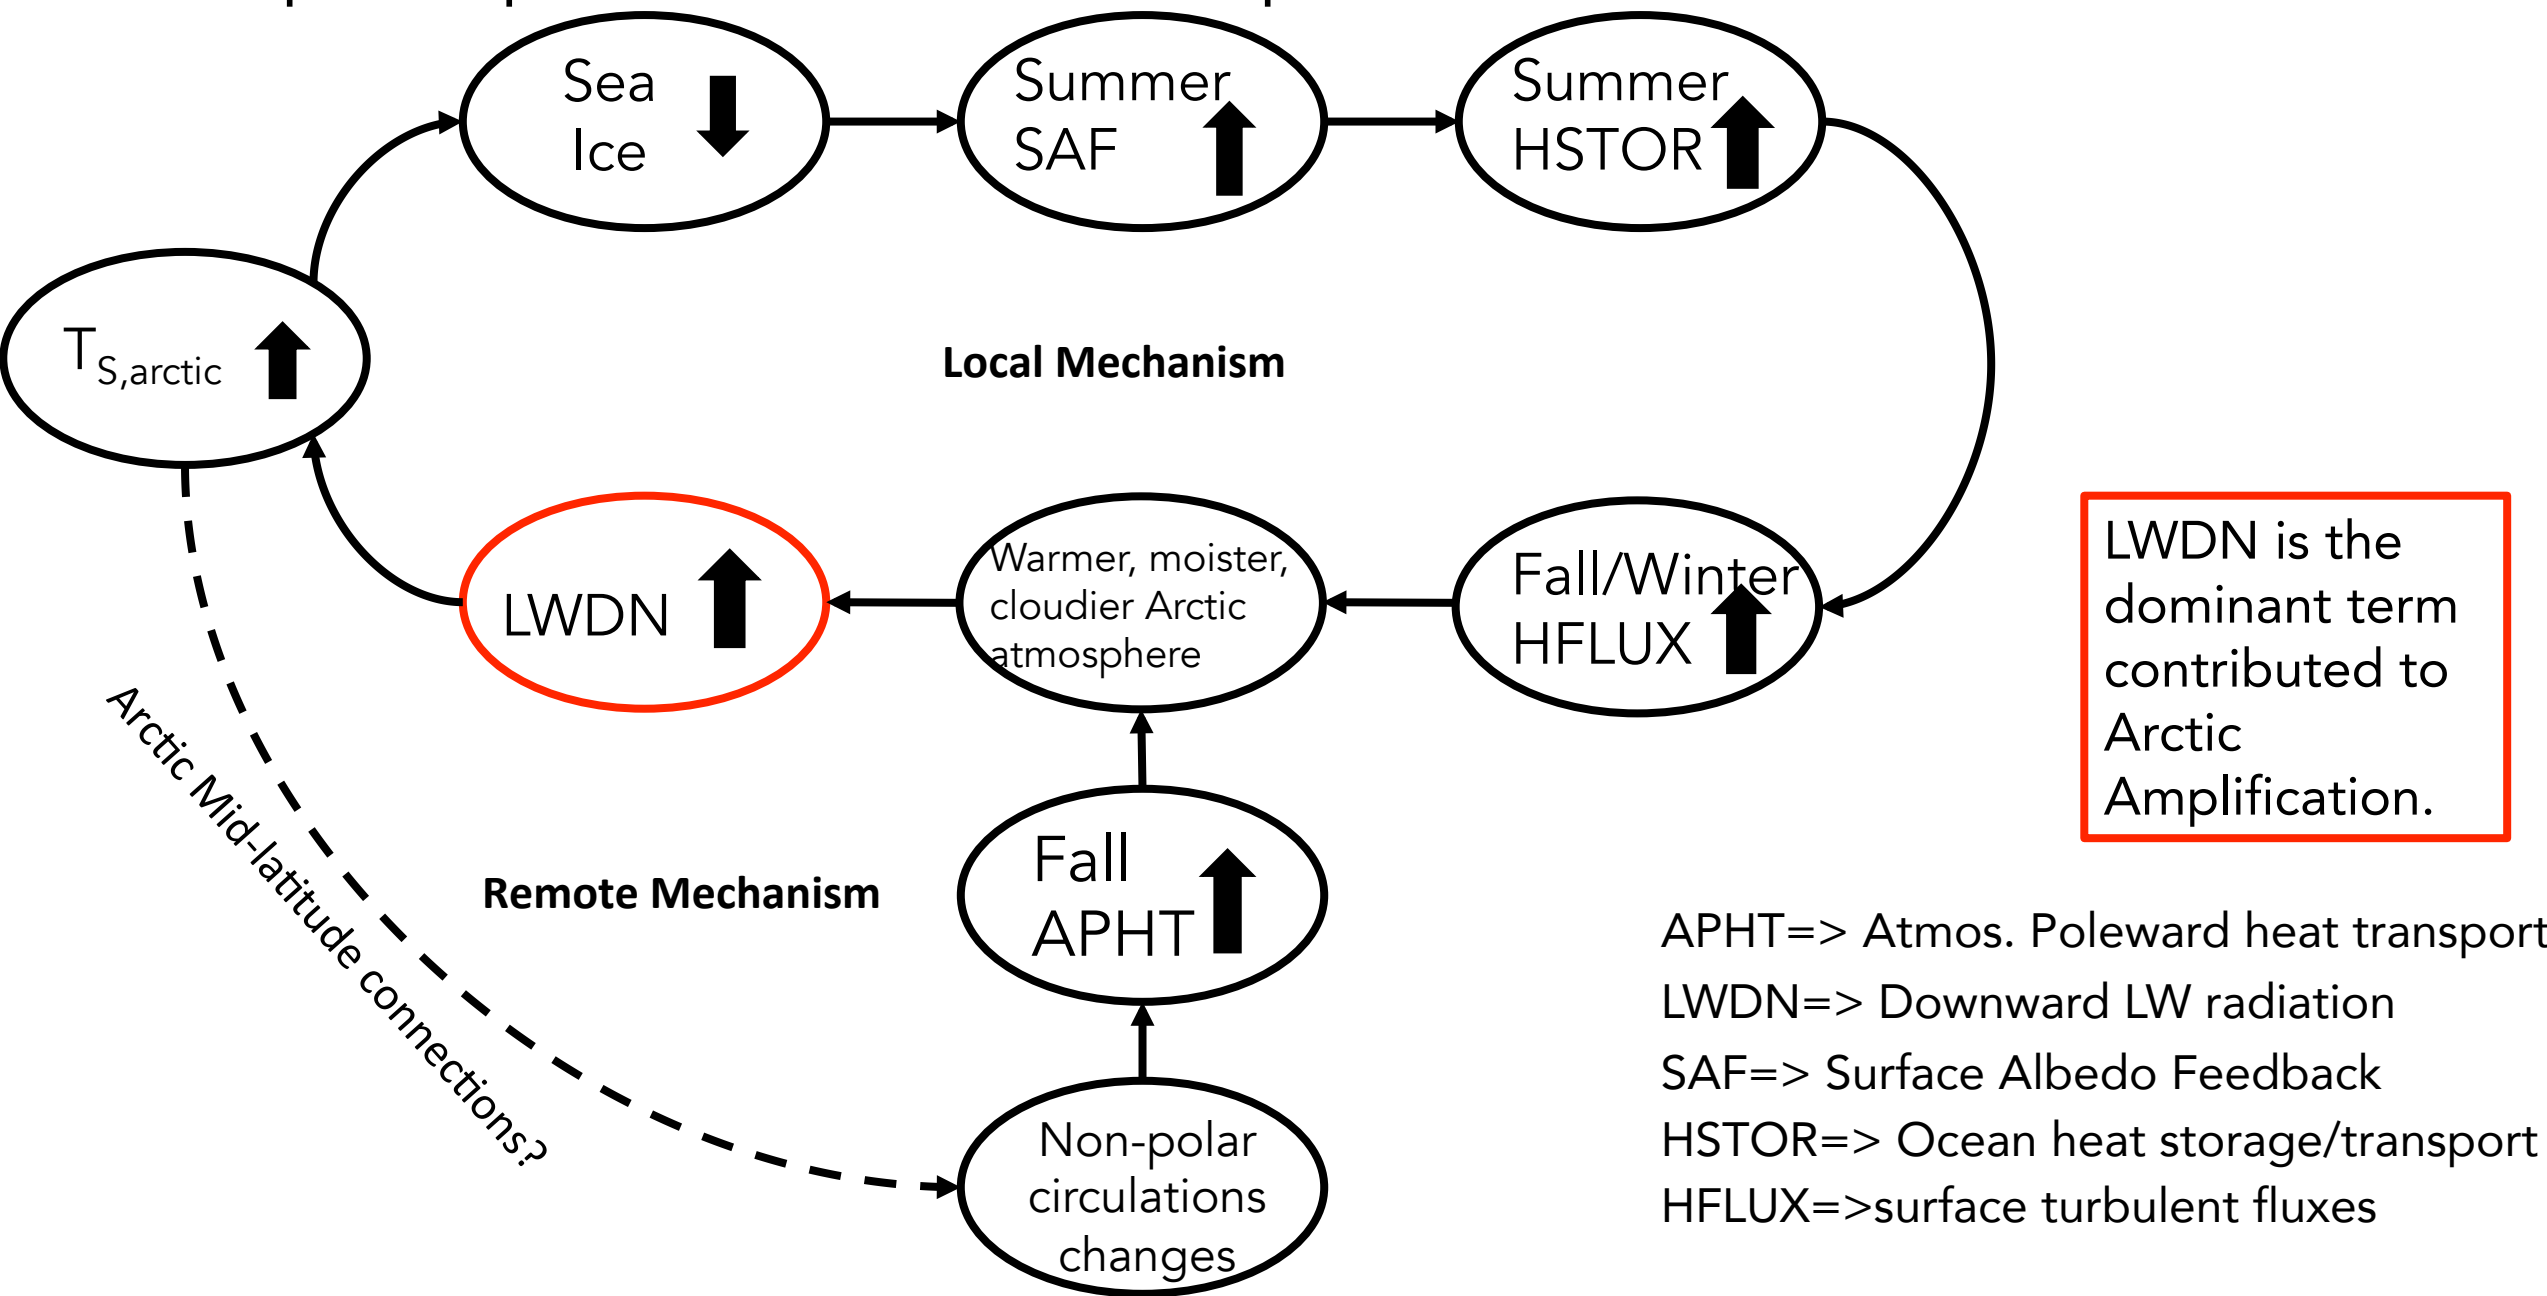 Sea
Ice
Summer
SAF
Summer
HSTOR
T S,arctic
Local Mechanism
LWDN
Warmer, moister,
cloudier Arctic
atmosphere
Fall/Winter
HFLUX
LWDN is the
dominant term
contributed to
Arctic
Amplification.
Arctic Mid-latitude connections?
Remote Mechanism
Fall
APHT
Non-polar
circulations
changes
APHT=> Atmos. Poleward heat transport
LWDN=> Downward LW radiation
SAF=> Surface Albedo Feedback
HSTOR=> Ocean heat storage/transport
HFLUX=>surface turbulent fluxes